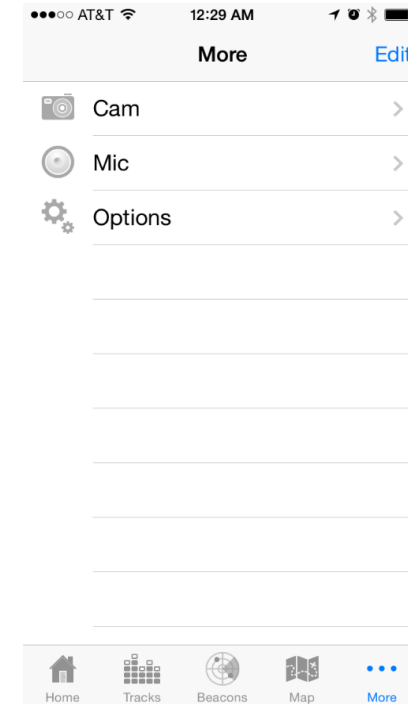 AT&T 12:29 AM
More Edit
Cam
Mic
Options
Home Tracks Beacons Map More